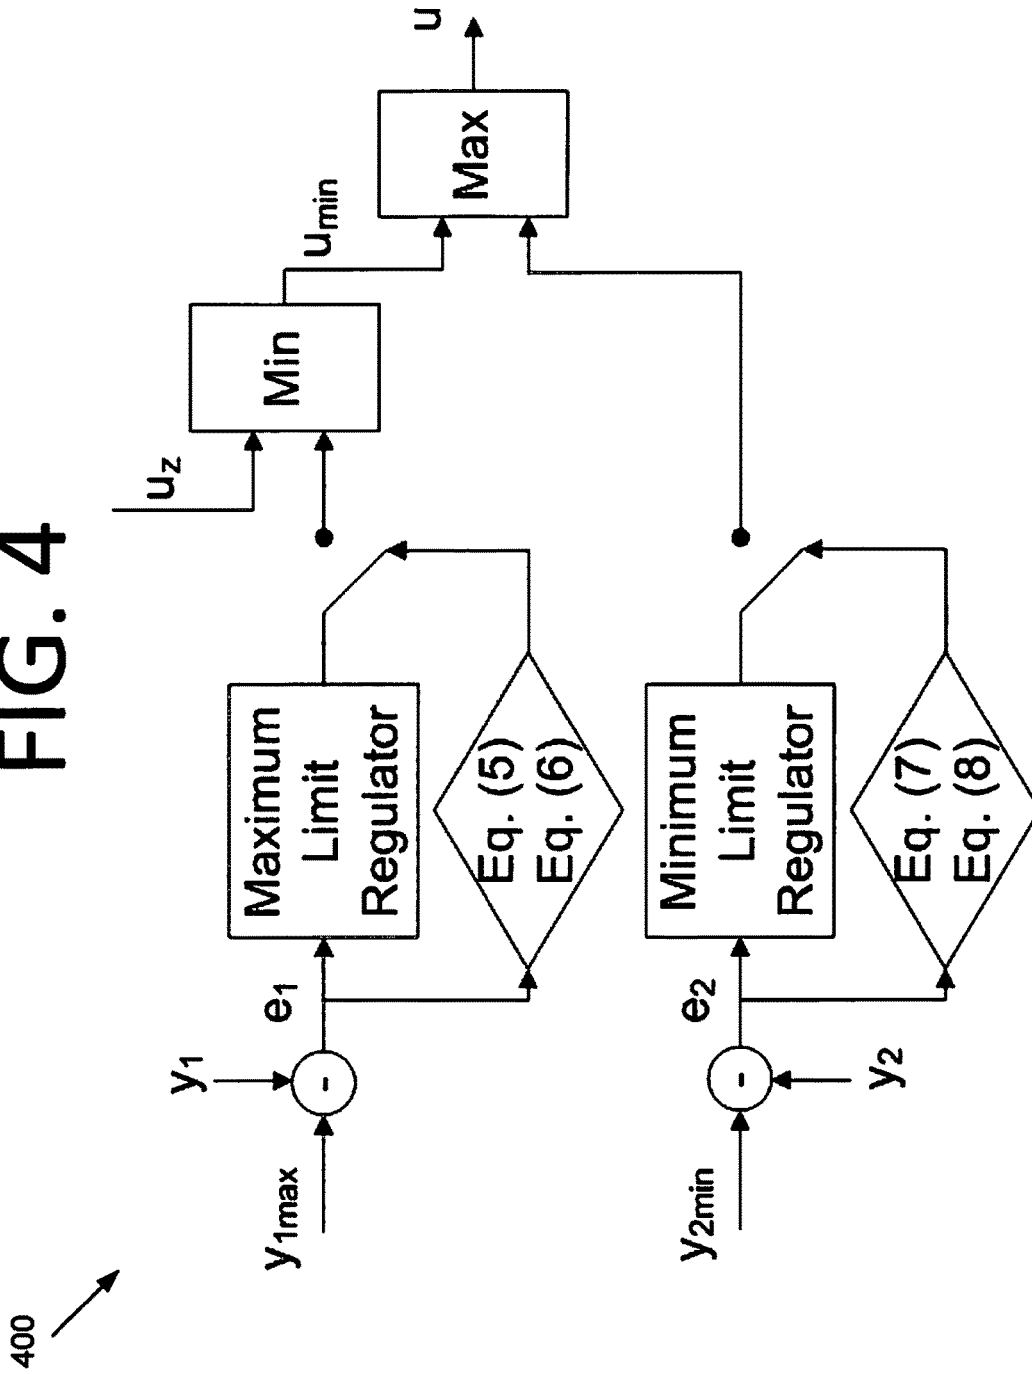 FIG. 4
400
y1max
y1
e1
Maximum
Limit
Regulator
Eq. (5)
Eq. (6)
uz
Min
umin
Max
u
y2min
y2
e2
Minimum
Limit
Regulator
Eq. (7)
Eq. (8)
-
-